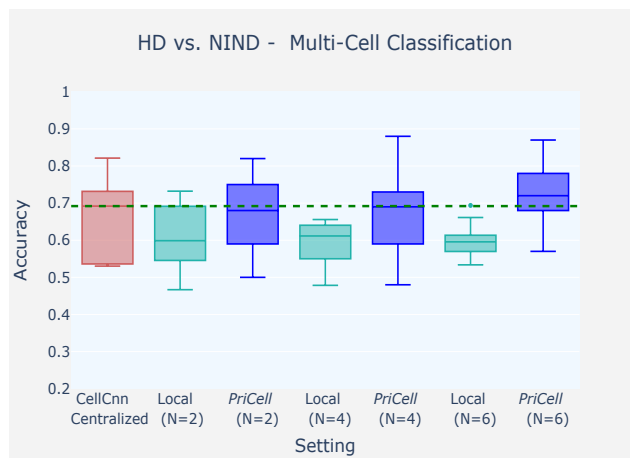 HD vs. NIND -  Multi-Cell Classification
1
0.9
0.8
0.7
0.6
0.5
0.4
0.3
0.2
Accuracy
CellCnn Local PriCell Local PriCell Local PriCell
Centralized (N=2) (N=2) (N=4) (N=4) (N=6) (N=6)
Setting